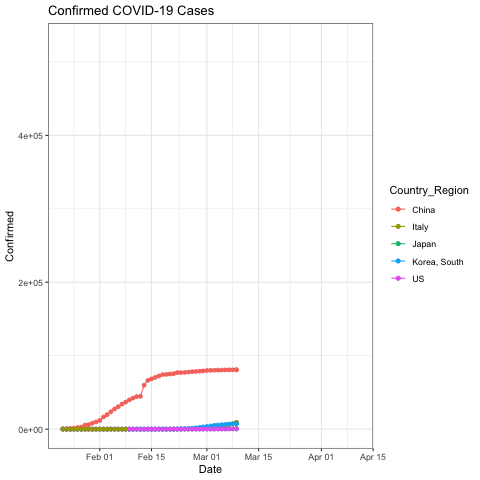 Confirmed COVID-19 Cases
4e+05
2e+05
0e+00
Confirmed
Feb 01
Feb 15
Mar 01
Mar 15
Apr 01
Apr 15
Date
Country_Region
China
Italy
Japan
Korea, South
US